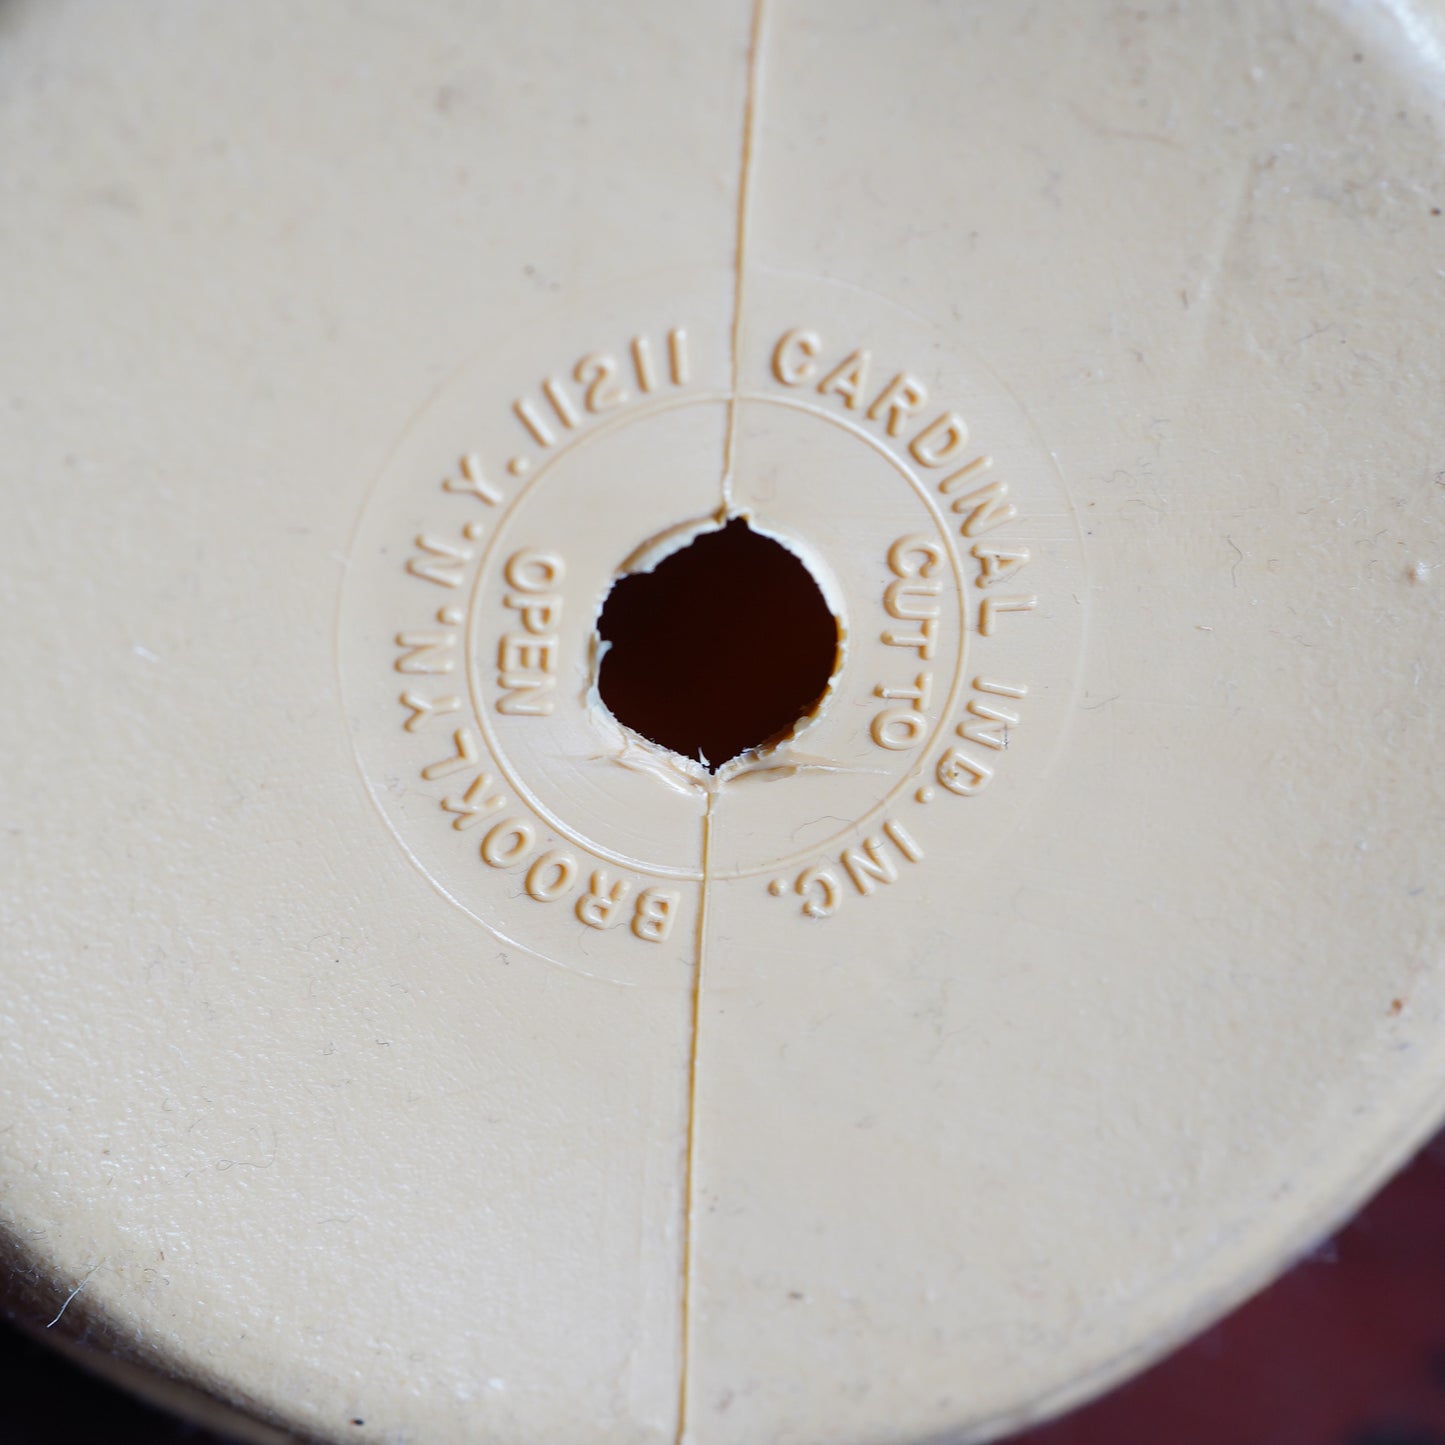 CARDINAL IND. INC.
BROOKLYN. N.Y. 11211
CUT TO
OPEN